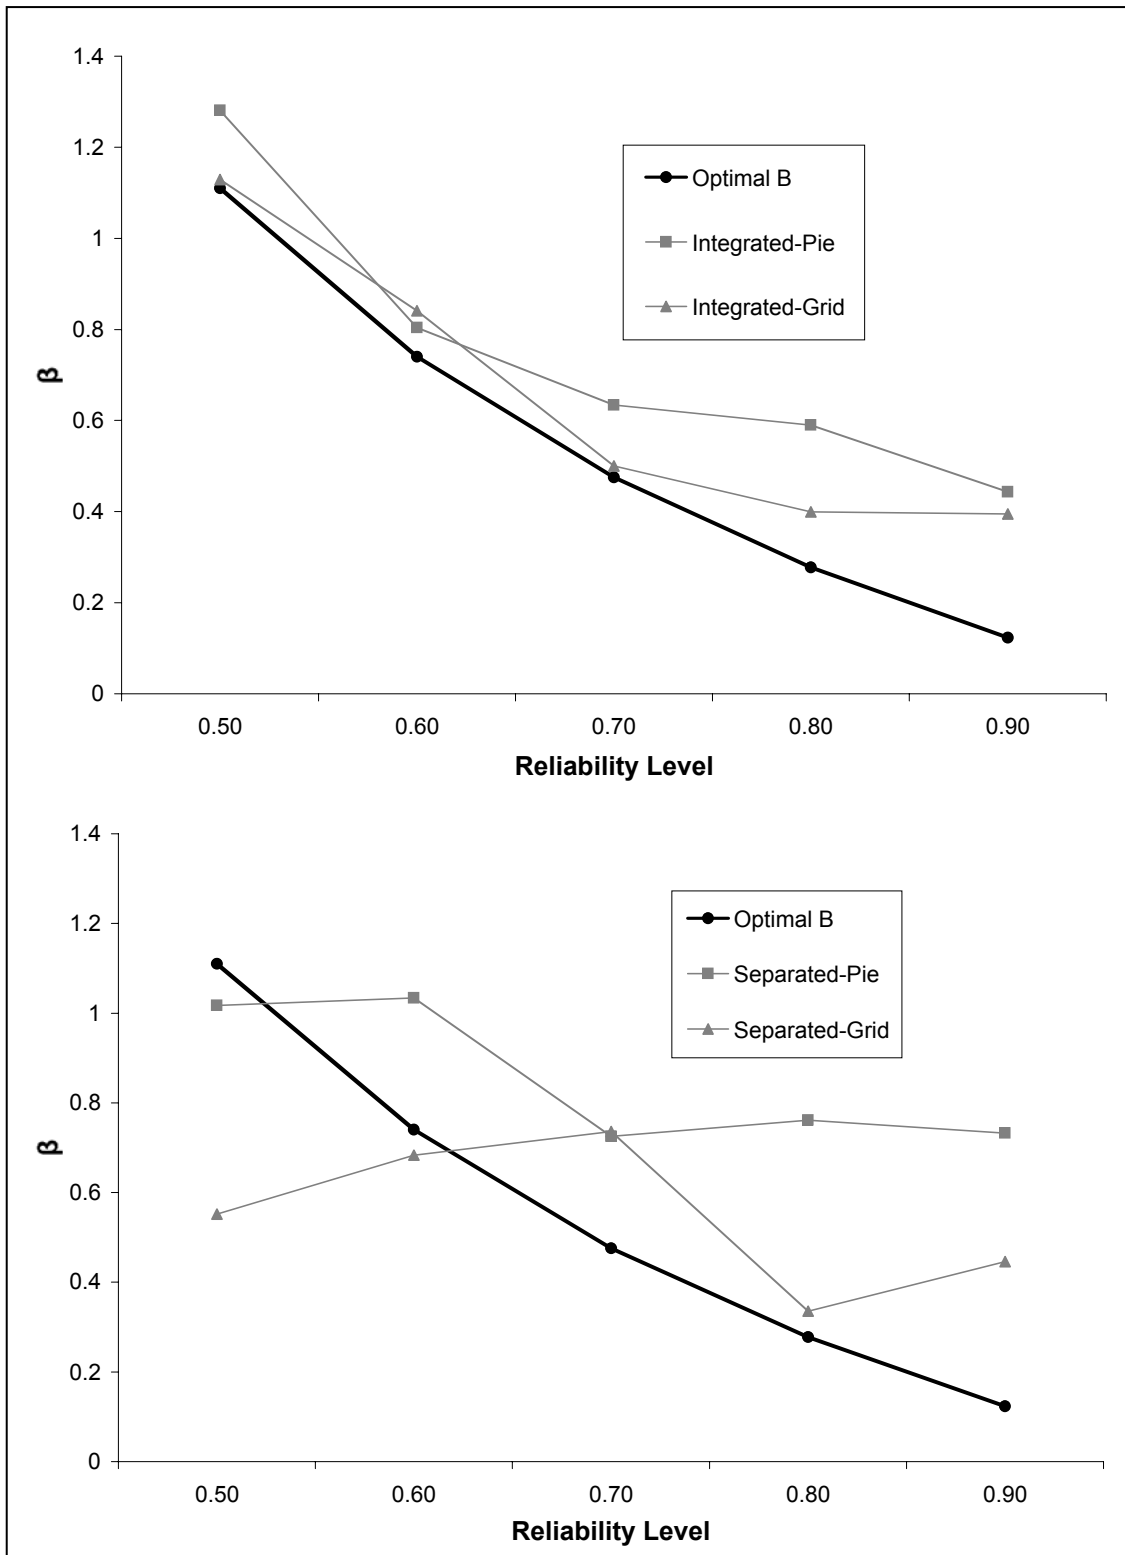 1.4
1.2
1
0.8
0.6
0.4
0.2
0
β
Optimal B
Integrated-Pie
Integrated-Grid
0.50 0.60 0.70 0.80 0.90
Reliability Level
1.4
1.2
1
0.8
0.6
0.4
0.2
0
β
Optimal B
Separated-Pie
Separated-Grid
0.50 0.60 0.70 0.80 0.90
Reliability Level